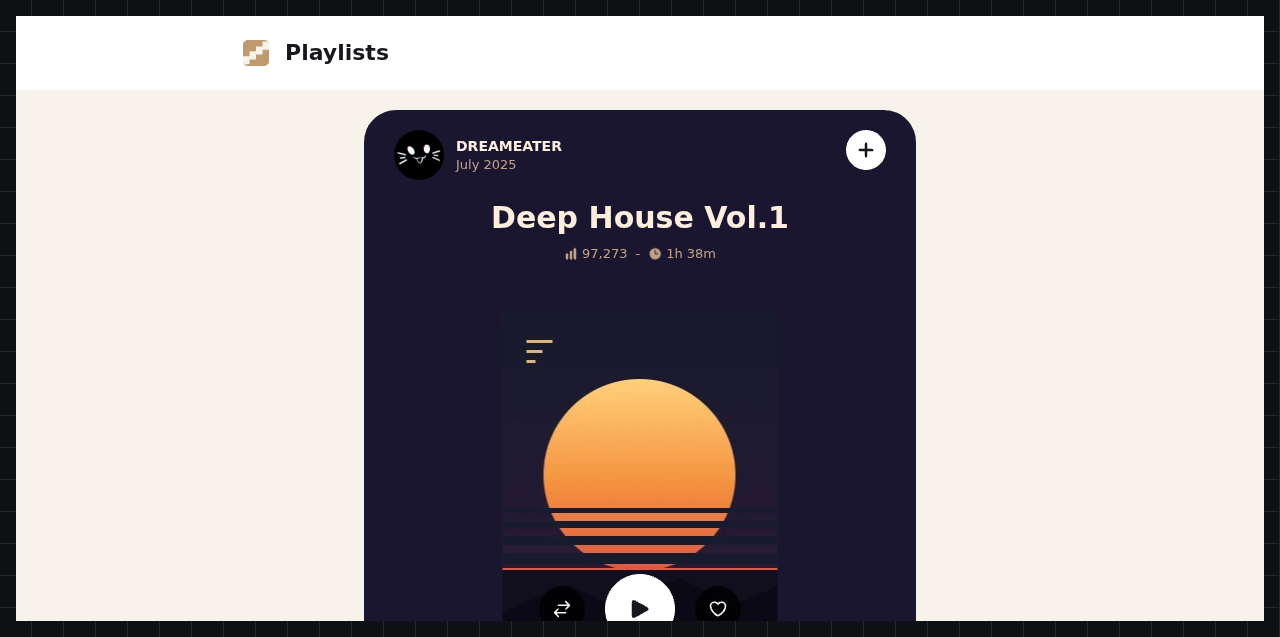 Playlists
DREAMEATER
July 2025
Deep House Vol.1
97,273 - 1h 38m